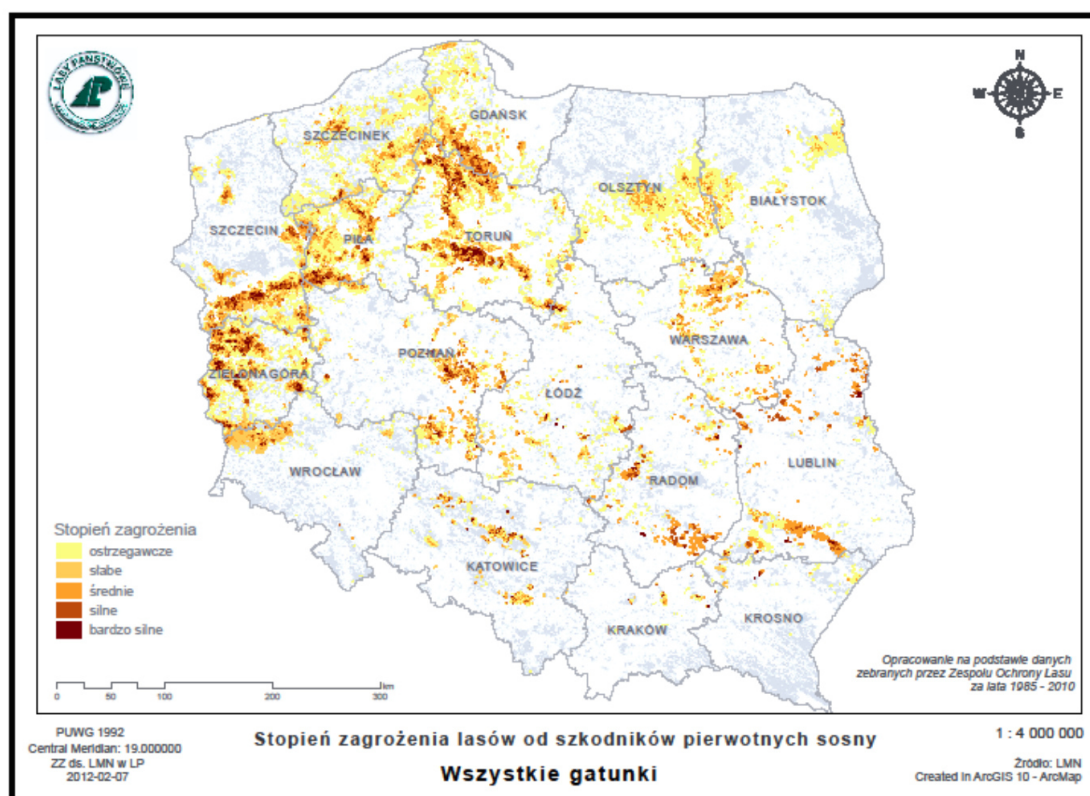 LASY PAŃSTWOWE
N
W E
S
GDAŃSK
SZCZECINEK
OLSZTYN
BIAŁYSTOK
SZCZECIN
PIŁA
TORUŃ
WARSZAWA
POZNAŃ
ZIELONA GÓRA
ŁÓDŹ
WROCŁAW
LUBLIN
RADOM
KATOWICE
KRAKÓW
KROSNO
Stopień zagrożenia
ostrzegawcze
słabe
średnie
silne
bardzo silne
0 50 100 200 300 km
Opracowanie na podstawie danych
zebranych przez Zespołu Ochrony Lasu
za lata 1985 - 2010
PUWG 1992
Central Meridian: 19.000000
ZZ ds. LMN w LP
2012-02-07
Stopień zagrożenia lasów od szkodników pierwotnych sosny
Wszystkie gatunki
1 : 4 000 000
Źródło: LMN
Created in ArcGIS 10 - ArcMap